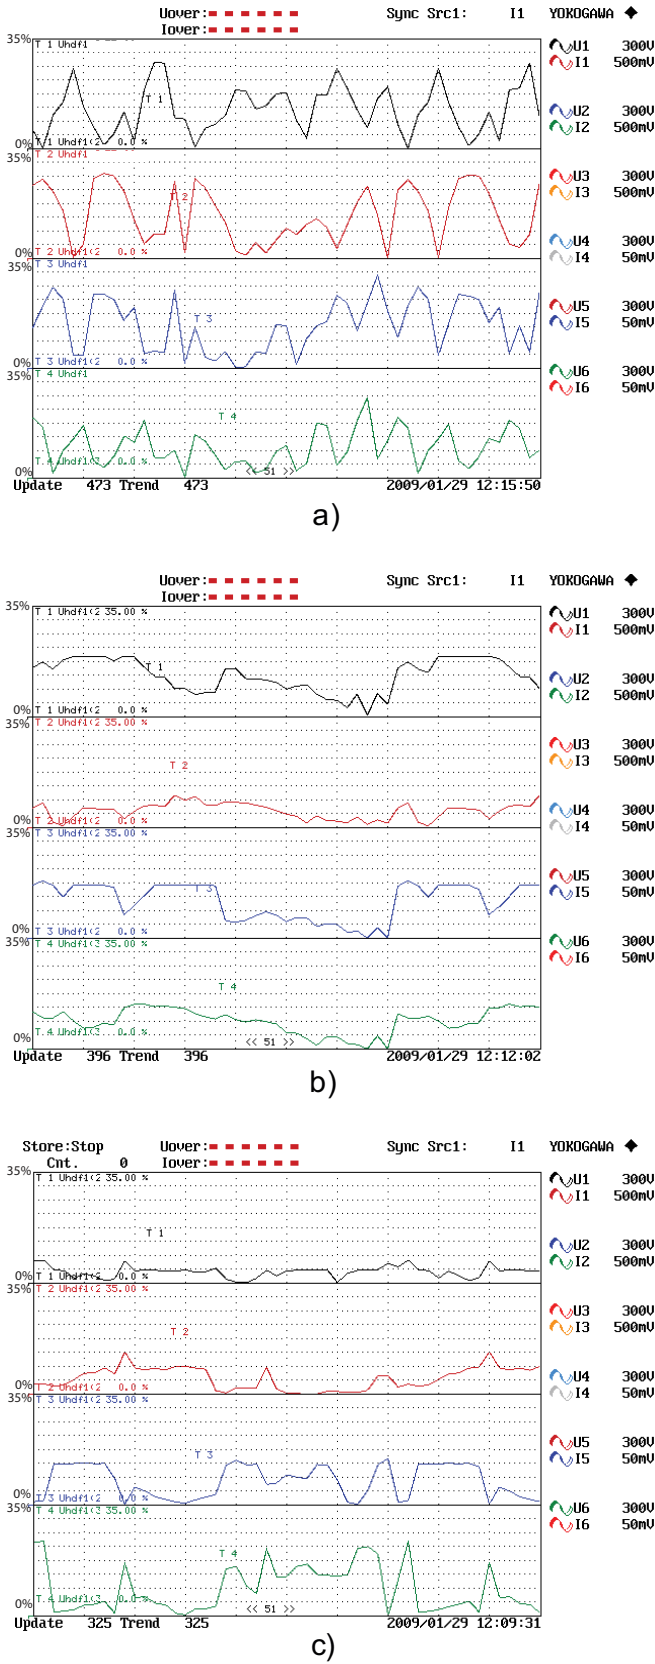 Uover: Sync Src1: I1 YOKOGAWA
Iover:
35%
T 1 Uhdf1
U1 300V
I1 500mV
T 1
U2 300V
I2 500mV
0%
T 1 Uhdf1(2 0.0 %
35%
T 2 Uhdf1(
U3 300V
I3 500mV
T 2
U4 300V
I4 50mV
0%
T 2 Uhdf1(2 0.0 %
35%
T 3 Uhdf1
U5 300V
I5 50mV
T 3
0%
T 3 Uhdf1(2 0.0 %
35%
T 4 Uhdf1
U6 300V
I6 50mV
T 4
T 4 Uhdf1(3 0.0 %
0%
<< 51 >>
Update 473 Trend 473 2009/01/29 12:15:50
a)
Uover: Sync Src1: I1 YOKOGAWA
Iover:
35%
T 1 Uhdf1(2 35.00 %
U1 300V
I1 500mV
T 1
U2 300V
I2 500mV
0%
T 1 Uhdf1(2 0.0 %
T 2 Uhdf1(2 35.00 %
35%
U3 300V
I3 500mV
T 2
U4 300V
I4 50mV
0%
T 2 Uhdf1(2 0.0 %
T 3 Uhdf1(2 35.00 %
35%
U5 300V
I5 50mV
T 3
0%
T 3 Uhdf1(2 0.0 %
T 4 Uhdf1(3 35.00 %
35%
U6 300V
I6 50mV
T 4
T 4 Uhdf1(3 0.0 %
0%
<< 51 >>
Update 396 Trend 396 2009/01/29 12:12:02
b)
Store:Stop Uover: Sync Src1: I1 YOKOGAWA
Cnt. 0 Iover:
35%
T 1 Uhdf1(2 35.00 %
U1 300V
I1 500mV
T 1
U2 300V
I2 500mV
0%
T 1 Uhdf1(2 0.0 %
T 2 Uhdf1(2 35.00 %
35%
U3 300V
I3 500mV
T 2
U4 300V
I4 50mV
0%
T 2 Uhdf1(2 0.0 %
T 3 Uhdf1(2 35.00 %
35%
U5 300V
I5 50mV
T 3
0%
T 3 Uhdf1(2 0.0 %
T 4 Uhdf1(3 35.00 %
35%
U6 300V
I6 50mV
T 4
T 4 Uhdf1(3 0.0 %
0%
<< 51 >>
Update 325 Trend 325 2009/01/29 12:09:31
c)